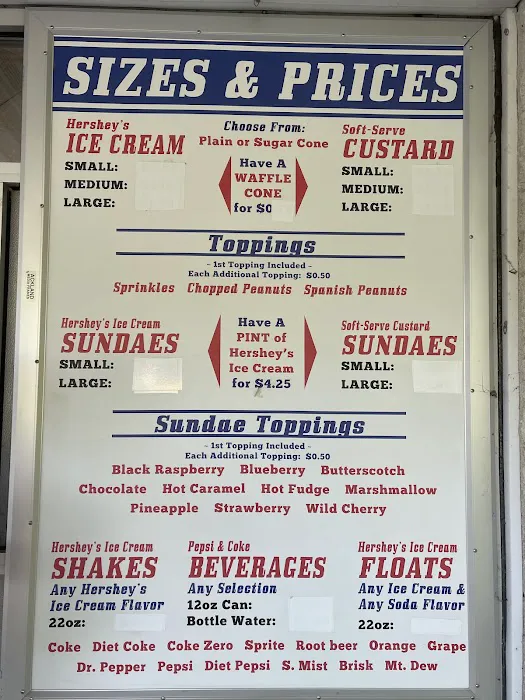 SIZES & PRICES
Hershey's
ICE CREAM
SMALL:
MEDIUM:
LARGE:
Choose From:
Plain or Sugar Cone
Have A
WAFFLE
CONE
for $0
Soft-Serve
CUSTARD
SMALL:
MEDIUM:
LARGE:
Toppings
- 1st Topping Included -
Each Additional Topping: $0.50
Sprinkles Chopped Peanuts Spanish Peanuts
Hershey's Ice Cream
SUNDAES
SMALL:
LARGE:
Have A
PINT of
Hershey's
Ice Cream
for $4.25
Soft-Serve Custard
SUNDAES
SMALL:
LARGE:
Sundae Toppings
- 1st Topping Included -
Each Additional Topping: $0.50
Black Raspberry Blueberry Butterscotch
Chocolate Hot Caramel Hot Fudge Marshmallow
Pineapple Strawberry Wild Cherry
Hershey's Ice Cream
SHAKES
Any Hershey's
Ice Cream Flavor
22oz:
Pepsi & Coke
BEVERAGES
Any Selection
12oz Can:
Bottle Water:
Hershey's Ice Cream
FLOATS
Any Ice Cream &
Any Soda Flavor
22oz:
Coke Diet Coke Coke Zero Sprite Root beer Orange Grape
Dr. Pepper Pepsi Diet Pepsi S. Mist Brisk Mt. Dew